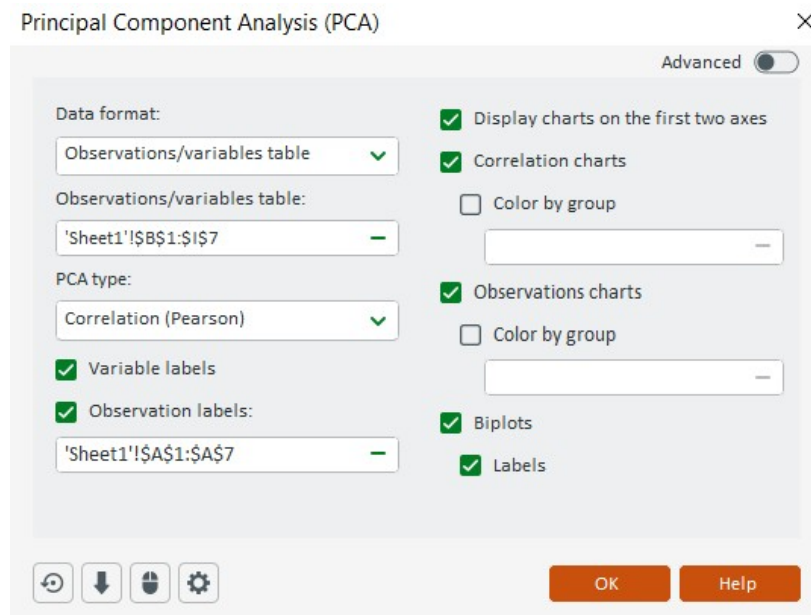 Principal Component Analysis (PCA)
Advanced
Data format:
Observations/variables table
Observations/variables table:
'Sheet1'!$B$1:$I$7
PCA type:
Correlation (Pearson)
Variable labels
Observation labels:
'Sheet1'!$A$1:$A$7
Display charts on the first two axes
Correlation charts
Color by group
Observations charts
Color by group
Biplots
Labels
OK
Help